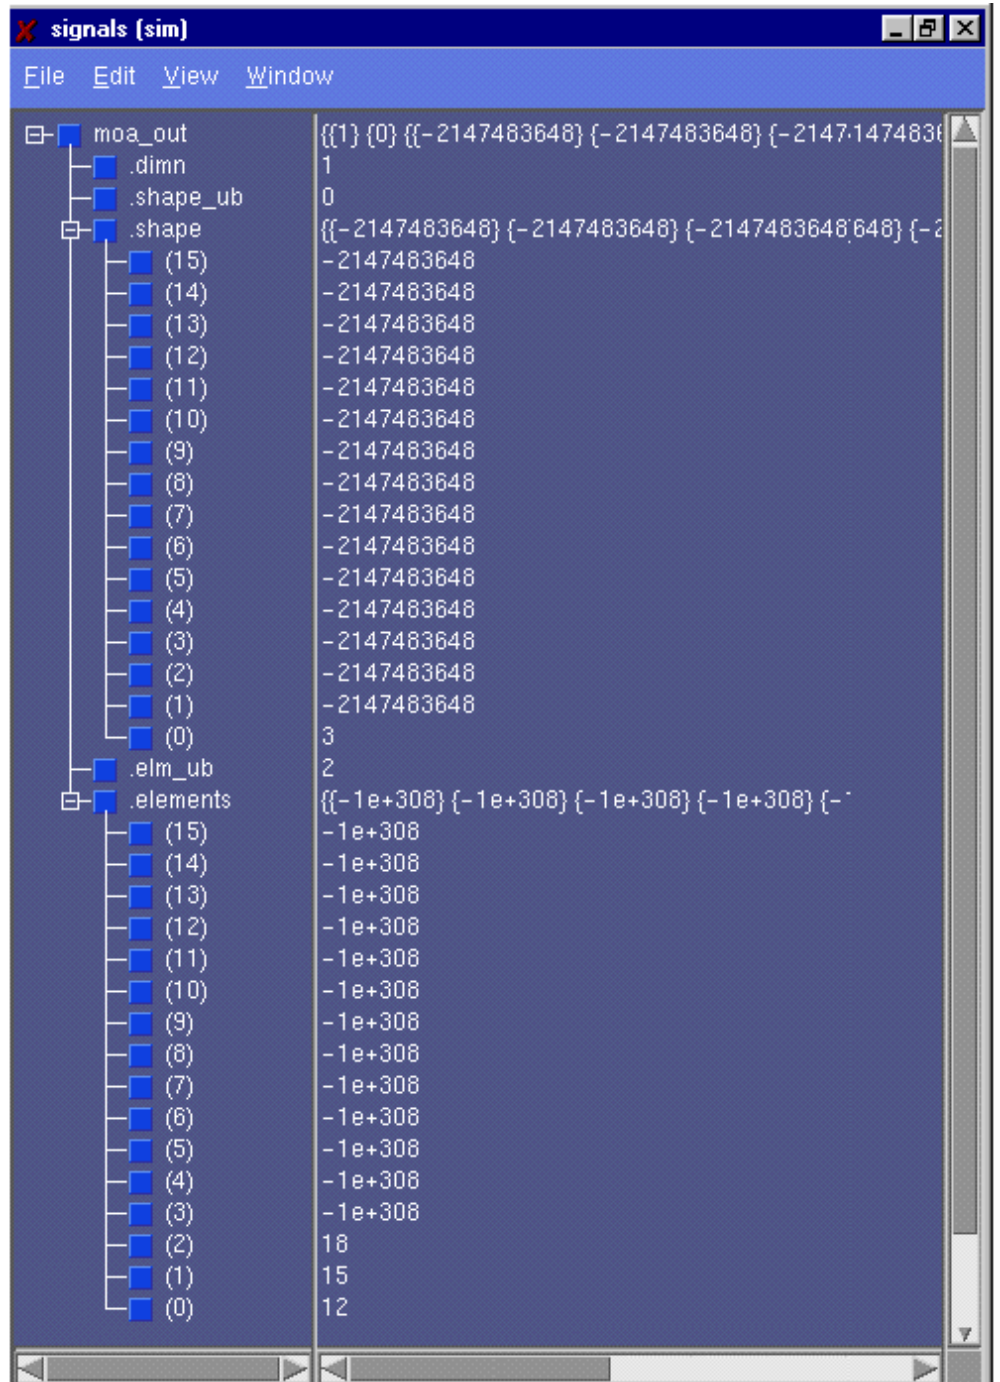 signals (sim)
File Edit View Window
moa_out {{1} {0} {{-2147483648} {-2147483648} {-2147
.dimn 1
.shape_ub 0
.shape {{-2147483648} {-2147483648} {-2147483648
(15) -2147483648
(14) -2147483648
(13) -2147483648
(12) -2147483648
(11) -2147483648
(10) -2147483648
(9) -2147483648
(8) -2147483648
(7) -2147483648
(6) -2147483648
(5) -2147483648
(4) -2147483648
(3) -2147483648
(2) -2147483648
(1) -2147483648
(0) 3
.elm_ub 2
.elements {{-1e+308} {-1e+308} {-1e+308} {-1e+308} {-
(15) -1e+308
(14) -1e+308
(13) -1e+308
(12) -1e+308
(11) -1e+308
(10) -1e+308
(9) -1e+308
(8) -1e+308
(7) -1e+308
(6) -1e+308
(5) -1e+308
(4) -1e+308
(3) -1e+308
(2) 18
(1) 15
(0) 12